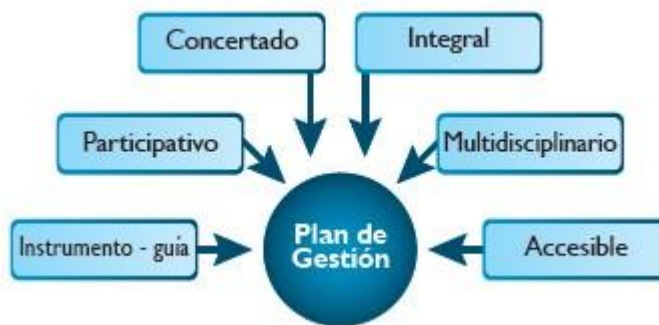 Concertado
Integral
Participativo
Multidisciplinario
Instrumento - guía
Plan de
Gestión
Accesible